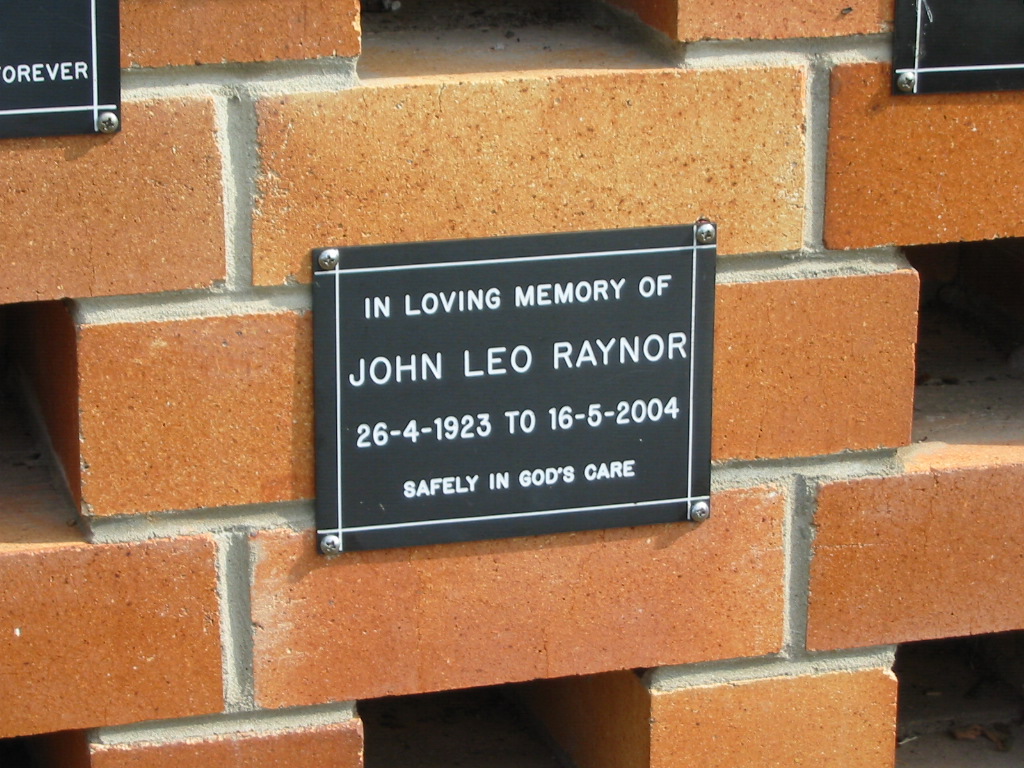 FOREVER
IN LOVING MEMORY OF
JOHN LEO RAYNOR
26-4-1923 TO 16-5-2004
SAFELY IN GOD'S CARE